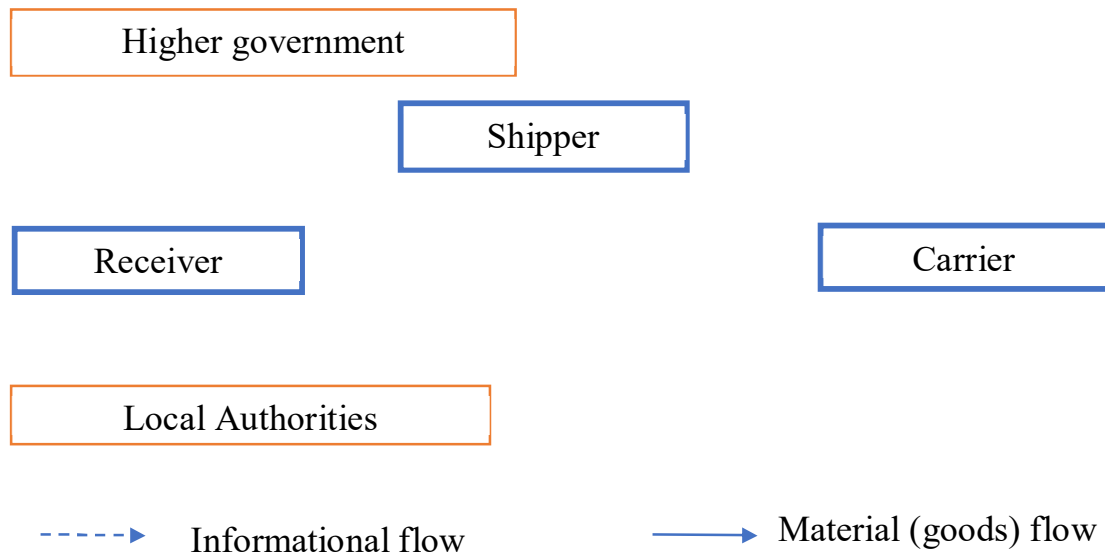 Higher government
Shipper
Receiver
Carrier
Local Authorities
Informational flow
Material (goods) flow